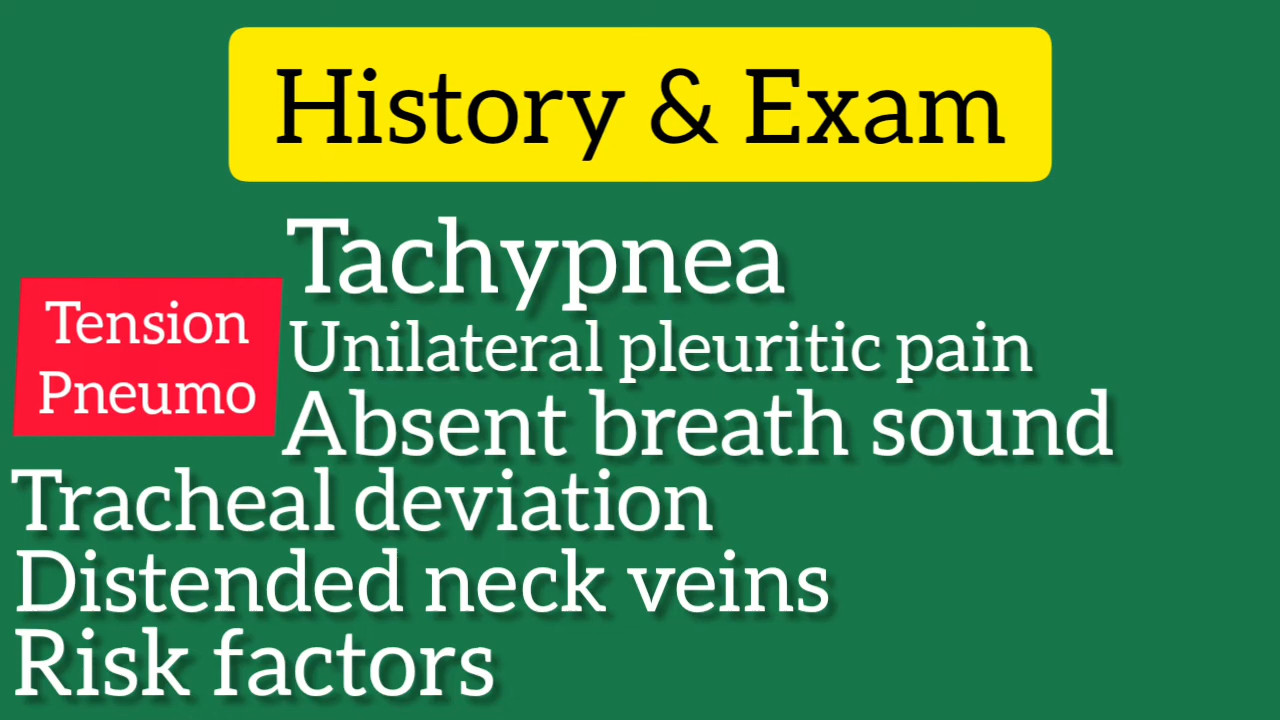 History & Exam
Tension
Pneumo
Tachypnea
Unilateral pleuritic pain
Absent breath sound
Tracheal deviation
Distended neck veins
Risk factors